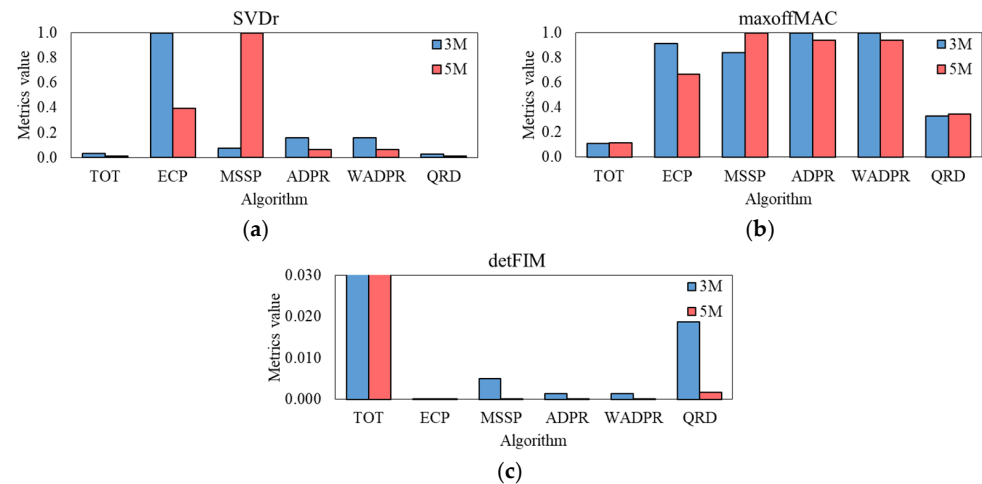 SVDr
Metrics value
1.0
0.8
0.6
0.4
0.2
0.0
3M
5M
TOT ECP MSSP ADPR WADPR QRD
Algorithm
(a)
maxoffMAC
Metrics value
1.0
0.8
0.6
0.4
0.2
0.0
3M
5M
TOT ECP MSSP ADPR WADPR QRD
Algorithm
(b)
detFIM
Metrics value
0.030
0.020
0.010
0.000
3M
5M
TOT ECP MSSP ADPR WADPR QRD
Algorithm
(c)